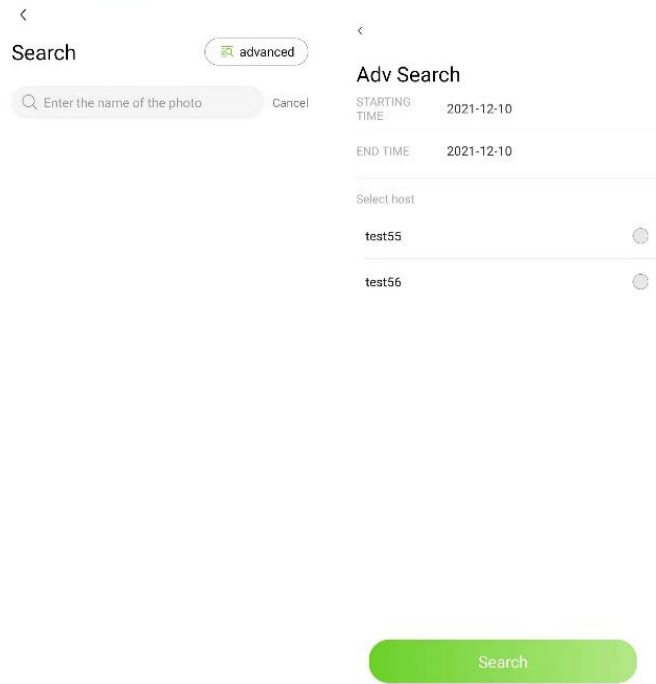 Search
advanced
Enter the name of the photo
Cancel
Adv Search
STARTING
TIME
2021-12-10
END TIME
2021-12-10
Select host
test55
test56
Search